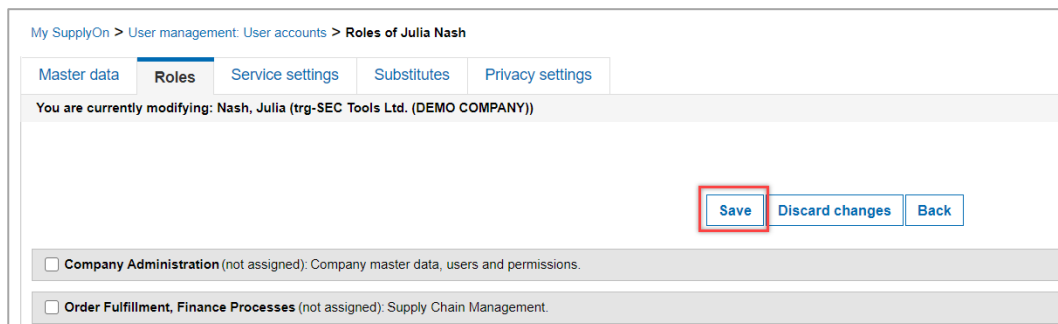 My SupplyOn > User management: User accounts > Roles of Julia Nash
Master data Roles Service settings Substitutes Privacy settings
You are currently modifying: Nash, Julia (trg-SEC Tools Ltd. (DEMO COMPANY))
Save Discard changes Back
Company Administration (not assigned): Company master data, users and permissions.
Order Fulfillment, Finance Processes (not assigned): Supply Chain Management.